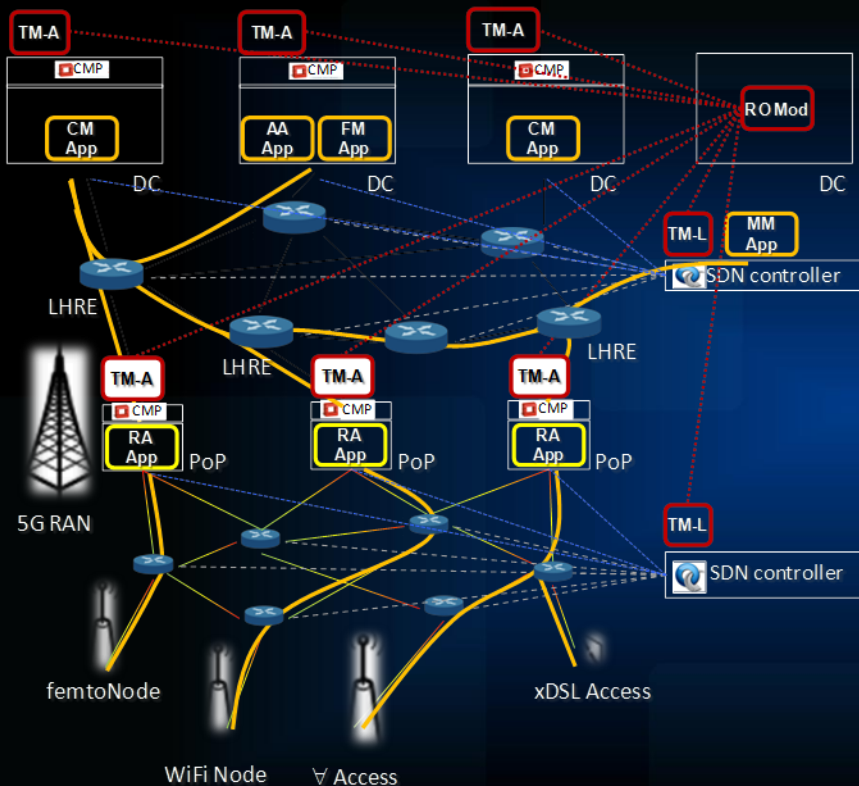 TM-A
TM-A
TM-A
CMP
CMP
CMP
ROMod
CM
App
AA
App
FM
App
CM
App
DC
DC
DC
DC
TM-L
MM
App
SDN controller
LHRE
LHRE
LHRE
TM-A
TM-A
TM-A
CMP
CMP
CMP
RA
App
RA
App
RA
App
PoP
PoP
PoP
5G RAN
TM-L
SDN controller
femtoNode
xDSL Access
WiFi Node
∀ Access